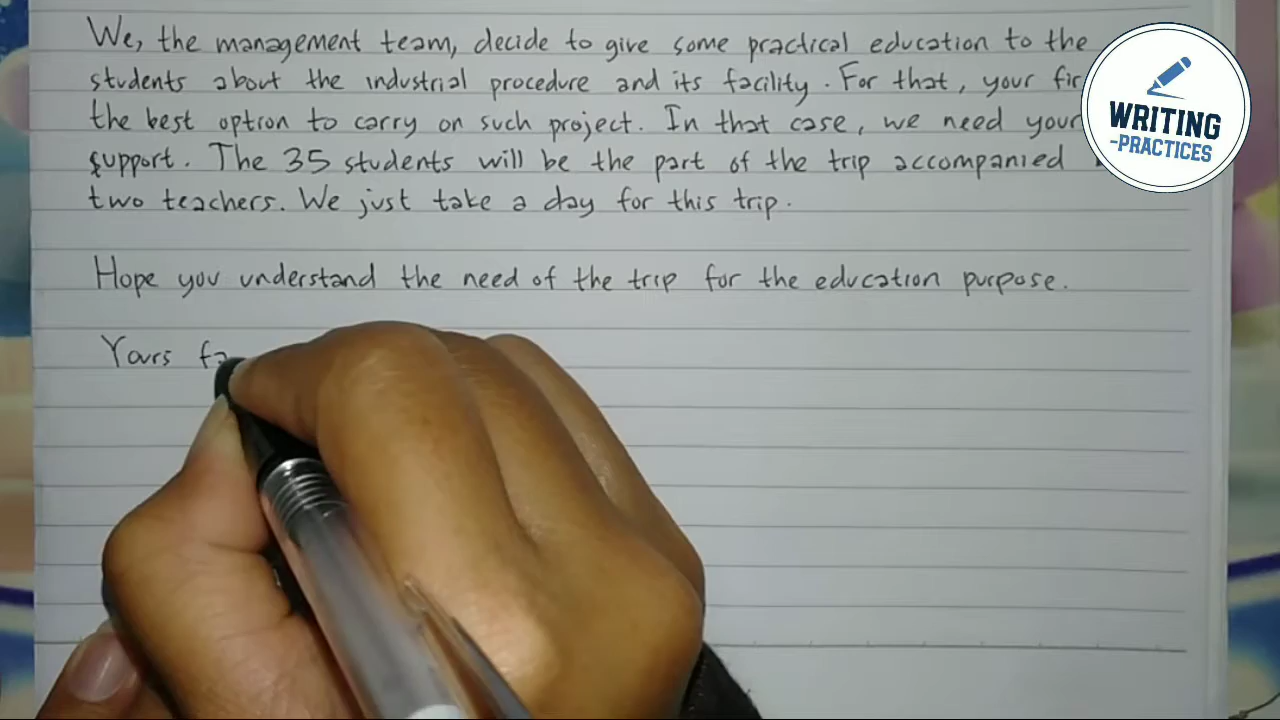 We, the management team, decide to give some practical education to the
students about the industrial procedure and its facility. For that, your
the best option to carry on such project. In that case, we need your
support. The 35 students will be the part of the trip accompanied
two teachers. We just take a day for this trip.
Hope you understand the need of the trip for the education purpose.
Yours
WRITING
-PRACTICES